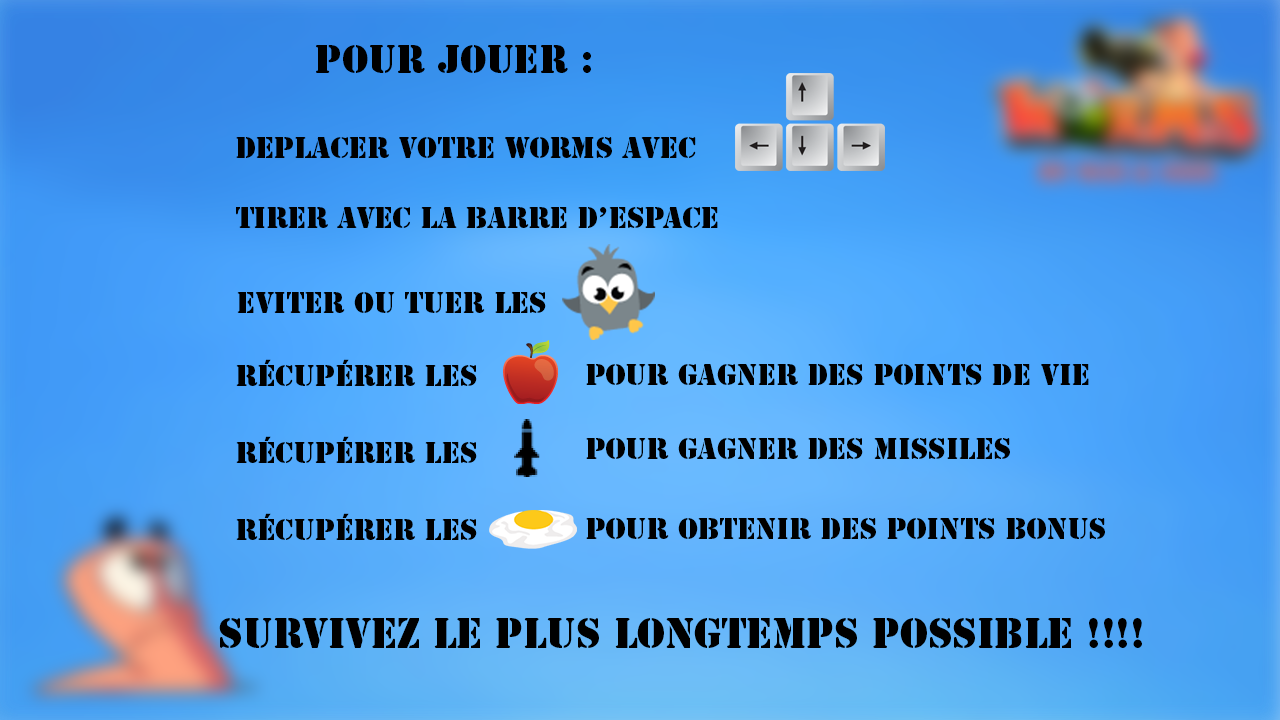 POUR JOUER :
DEPLACER VOTRE WORMS AVEC
TIRER AVEC LA BARRE D'ESPACE
EVITER OU TUER LES
RÉCUPÉRER LES POUR GAGNER DES POINTS DE VIE
RÉCUPÉRER LES POUR GAGNER DES MISSILES
RÉCUPÉRER LES POUR OBTENIR DES POINTS BONUS
SURVIVEZ LE PLUS LONGTEMPS POSSIBLE !!!!